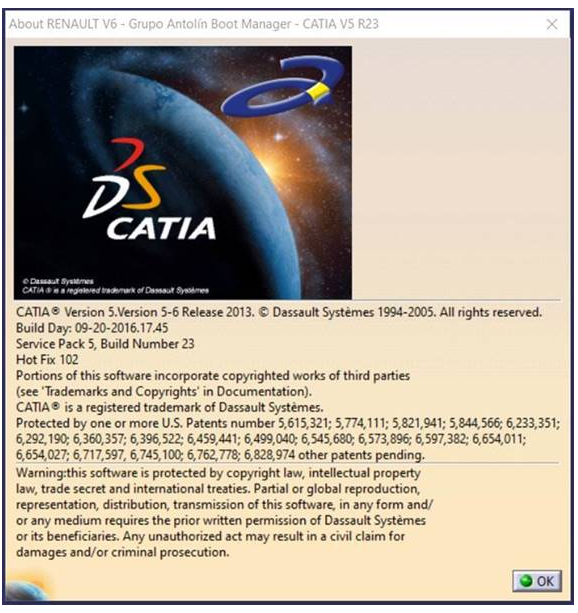 About RENAULT V6 - Grupo Antolín Boot Manager - CATIA V5 R23
DS
CATIA
© Dassault Systèmes
CATIA ® is a registered trademark of Dassault Systèmes
CATIA® Version 5.Version 5-6 Release 2013. © Dassault Systèmes 1994-2005. All rights reserved.
Build Day: 09-20-2016.17.45
Service Pack 5, Build Number 23
Hot Fix 102
Portions of this software incorporate copyrighted works of third parties
(see 'Trademarks and Copyrights' in Documentation).
CATIA® is a registered trademark of Dassault Systèmes.
Protected by one or more U.S. Patents number 5,615,321; 5,774,111; 5,821,941; 5,844,566; 6,233,351;
6,292,190; 6,360,357; 6,396,522; 6,459,441; 6,499,040; 6,545,680; 6,573,896; 6,597,382; 6,654,011;
6,654,027; 6,717,597; 6,745,100; 6,762,778; 6,828,974 other patents pending.
Warning:this software is protected by copyright law, intellectual property
law, trade secret and international treaties. Partial or global reproduction,
representation, distribution, transmission of this software, in any form and/
or any medium requires the prior written permission of Dassault Systèmes
or its beneficiaries. Any unauthorized act may result in a civil claim for
damages and/or criminal prosecution.
OK